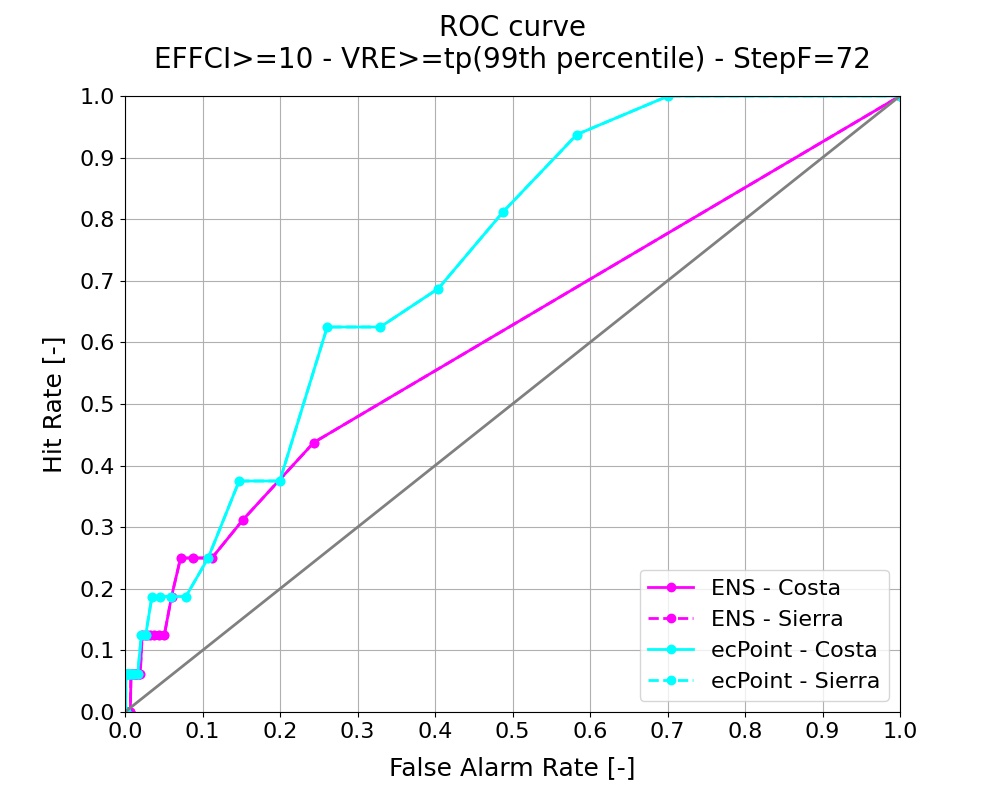 ROC curve
EFFCI>=10 - VRE>=tp(99th percentile) - StepF=72
1.0
0.9
0.8
0.7
0.6
0.5
0.4
0.3
0.2
0.1
0.0
Hit Rate [-]
ENS - Costa
ENS - Sierra
ecPoint - Costa
ecPoint - Sierra
0.0 0.1 0.2 0.3 0.4 0.5 0.6 0.7 0.8 0.9 1.0
False Alarm Rate [-]